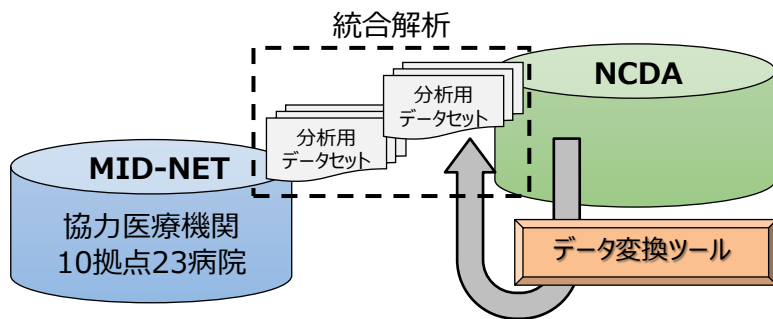 統合解析
NCDA
分析用
データセット
分析用
データセット
MID-NET
協力医療機関
10拠点23病院
データ変換ツール